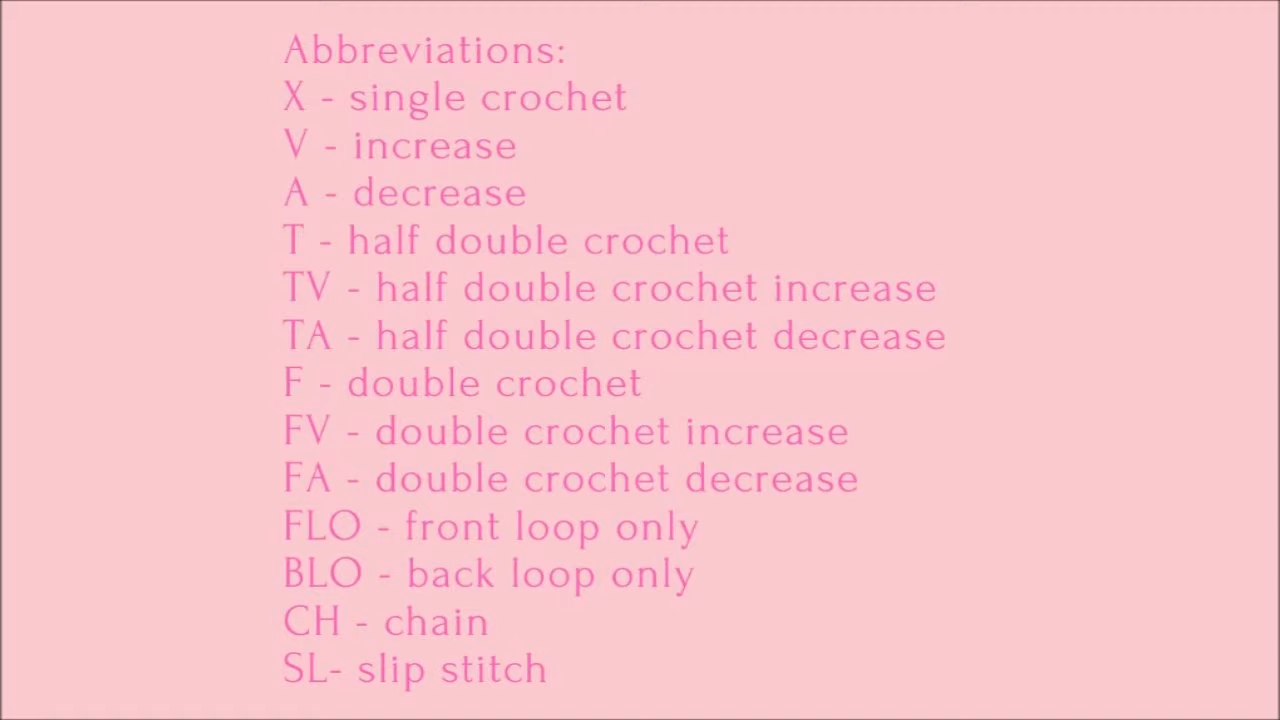 Abbreviations:
X - single crochet
V - increase
A - decrease
T - half double crochet
TV - half double crochet increase
TA - half double crochet decrease
F - double crochet
FV - double crochet increase
FA - double crochet decrease
FLO - front loop only
BLO - back loop only
CH - chain
SL- slip stitch